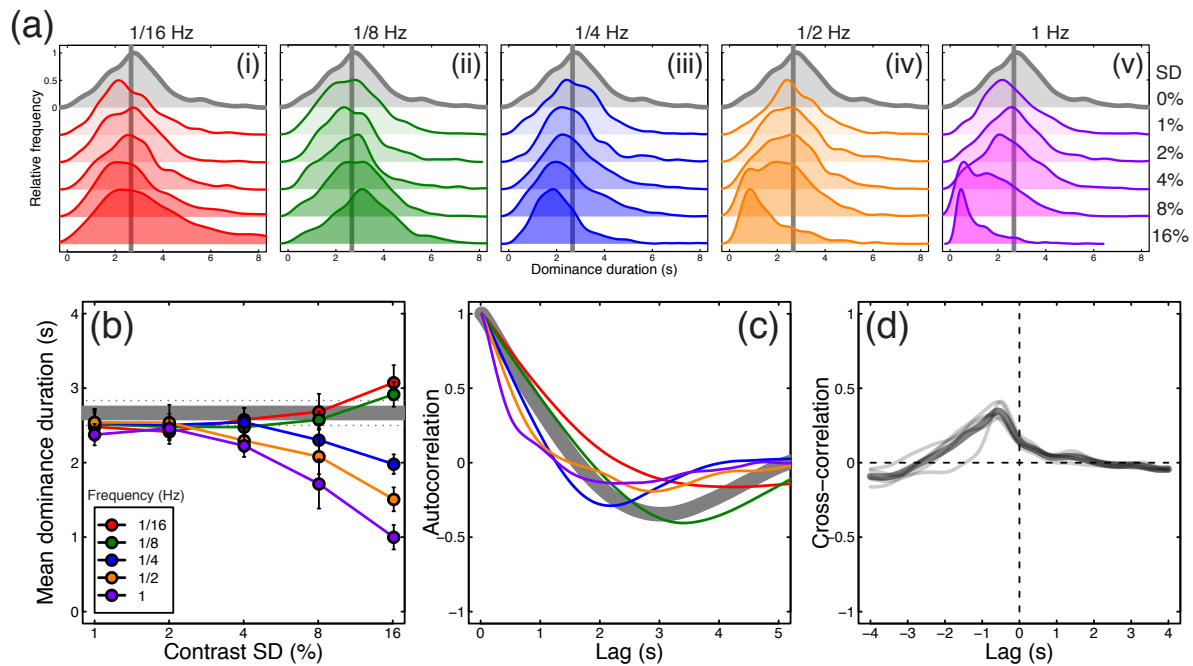 (a)
1/16 Hz
1/8 Hz
1/4 Hz
1/2 Hz
1 Hz
(i)
(ii)
(iii)
(iv)
(v)
SD
0%
1%
2%
4%
8%
16%
Relative frequency
1
0.5
0
0 2 4 6 8
0 2 4 6 8
0 2 4 6 8
0 2 4 6 8
0 2 4 6 8
Dominance duration (s)
(b)
Mean dominance duration (s)
4
3
2
1
0
Frequency (Hz)
1/16
1/8
1/4
1/2
1
1 2 4 8 16
Contrast SD (%)
(c)
Autocorrelation
1
0.5
0
−0.5
−1
0 1 2 3 4 5
Lag (s)
(d)
Cross−correlation
1
0.5
0
−0.5
−1
−4 −3 −2 −1 0 1 2 3 4
Lag (s)